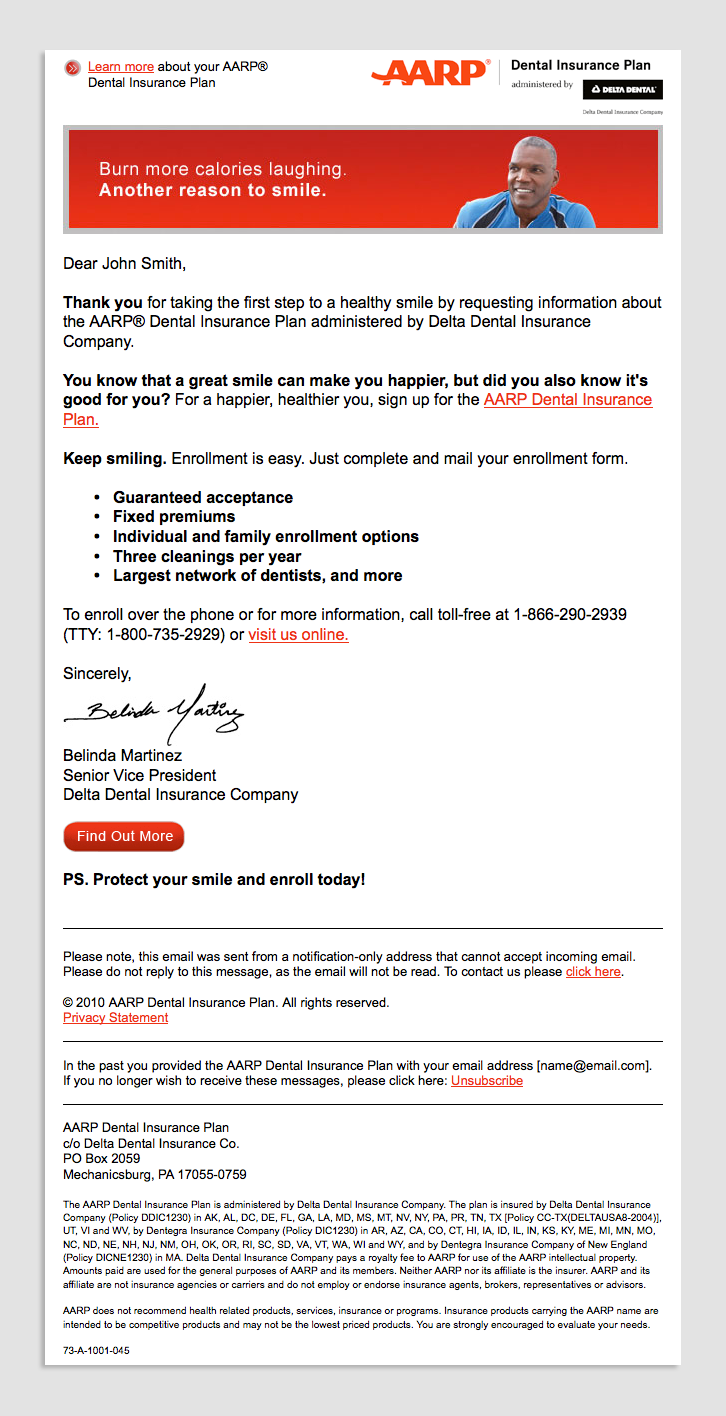 Learn more about your AARP®
Dental Insurance Plan
AARP®
Dental Insurance Plan
administered by
DELTA DENTAL
Delta Dental Insurance Company
Burn more calories laughing.
Another reason to smile.
Dear John Smith,
Thank you for taking the first step to a healthy smile by requesting information about
the AARP® Dental Insurance Plan administered by Delta Dental Insurance
Company.
You know that a great smile can make you happier, but did you also know it's
good for you? For a happier, healthier you, sign up for the AARP Dental Insurance
Plan.
Keep smiling. Enrollment is easy. Just complete and mail your enrollment form.
• Guaranteed acceptance
• Fixed premiums
• Individual and family enrollment options
• Three cleanings per year
• Largest network of dentists, and more
To enroll over the phone or for more information, call toll-free at 1-866-290-2939
(TTY: 1-800-735-2929) or visit us online.
Sincerely,
Belinda Martinez
Belinda Martinez
Senior Vice President
Delta Dental Insurance Company
Find Out More
PS. Protect your smile and enroll today!
Please note, this email was sent from a notification-only address that cannot accept incoming email.
Please do not reply to this message, as the email will not be read. To contact us please click here.
© 2010 AARP Dental Insurance Plan. All rights reserved.
Privacy Statement
In the past you provided the AARP Dental Insurance Plan with your email address [name@email.com].
If you no longer wish to receive these messages, please click here: Unsubscribe
AARP Dental Insurance Plan
c/o Delta Dental Insurance Co.
PO Box 2059
Mechanicsburg, PA 17055-0759
The AARP Dental Insurance Plan is administered by Delta Dental Insurance Company. The plan is insured by Delta Dental Insurance
Company (Policy DDIC1230) in AK, AL, DC, DE, FL, GA, LA, MD, MS, MT, NV, NY, PA, PR, TN, TX [Policy CC-TX(DELTAUSA8-2004)],
UT, VI and WV, by Dentegra Insurance Company (Policy DIC1230) in AR, AZ, CA, CO, CT, HI, IA, ID, IL, IN, KS, KY, ME, MI, MN, MO,
NC, ND, NE, NH, NJ, NM, OH, OK, OR, RI, SC, SD, VA, VT, WA, WI and WY, and by Dentegra Insurance Company of New England
(Policy DICNE1230) in MA. Delta Dental Insurance Company pays a royalty fee to AARP for use of the AARP intellectual property.
Amounts paid are used for the general purposes of AARP and its members. Neither AARP nor its affiliate is the insurer. AARP and its
affiliate are not insurance agencies or carriers and do not employ or endorse insurance agents, brokers, representatives or advisors.
AARP does not recommend health related products, services, insurance or programs. Insurance products carrying the AARP name are
intended to be competitive products and may not be the lowest priced products. You are strongly encouraged to evaluate your needs.
73-A-1001-045